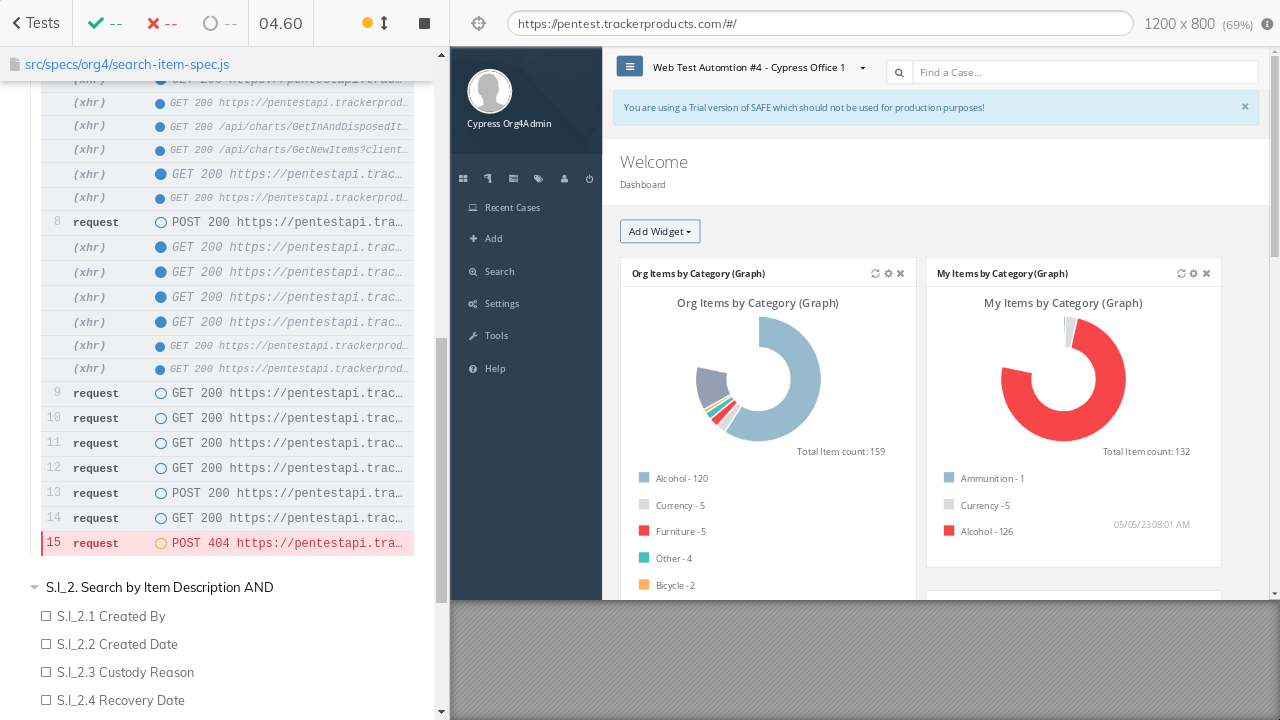 Tests
--
--
--
04.60
https://pentest.trackerproducts.com/#/
1200 x 800 (69%)
src/specs/org4/search-item-spec.js
(xhr) GET 200 https://pentestapi.trackerprod…
(xhr) GET 200 /api/charts/GetInAndDisposedIt…
(xhr) GET 200 /api/charts/GetNewItems?client…
(xhr) GET 200 https://pentestapi.trac…
(xhr) GET 200 https://pentestapi.trackerprod…
8 request POST 200 https://pentestapi.tra…
(xhr) GET 200 https://pentestapi.trac…
(xhr) GET 200 https://pentestapi.trac…
(xhr) GET 200 https://pentestapi.trac…
(xhr) GET 200 https://pentestapi.trac…
(xhr) GET 200 https://pentestapi.trackerprod…
(xhr) GET 200 https://pentestapi.trackerprod…
9 request GET 200 https://pentestapi.trac…
10 request GET 200 https://pentestapi.trac…
11 request GET 200 https://pentestapi.trac…
12 request GET 200 https://pentestapi.trac…
13 request POST 200 https://pentestapi.tra…
14 request GET 200 https://pentestapi.trac…
15 request POST 404 https://pentestapi.tra…
S.I_2. Search by Item Description AND
S.I_2.1 Created By
S.I_2.2 Created Date
S.I_2.3 Custody Reason
S.I_2.4 Recovery Date
Cypress Org4Admin
Recent Cases
Add
Search
Settings
Tools
Help
Web Test Automtion #4 - Cypress Office 1
Find a Case...
You are using a Trial version of SAFE which should not be used for production purposes!
×
Welcome
Dashboard
Add Widget
Org Items by Category (Graph)
Org Items by Category (Graph)
Total Item count: 159
Alcohol - 120
Currency - 5
Furniture - 5
Other - 4
Bicycle - 2
My Items by Category (Graph)
My Items by Category (Graph)
Total Item count: 132
Ammunition - 1
Currency - 5
05/05/23 08:01 AM
Alcohol - 126